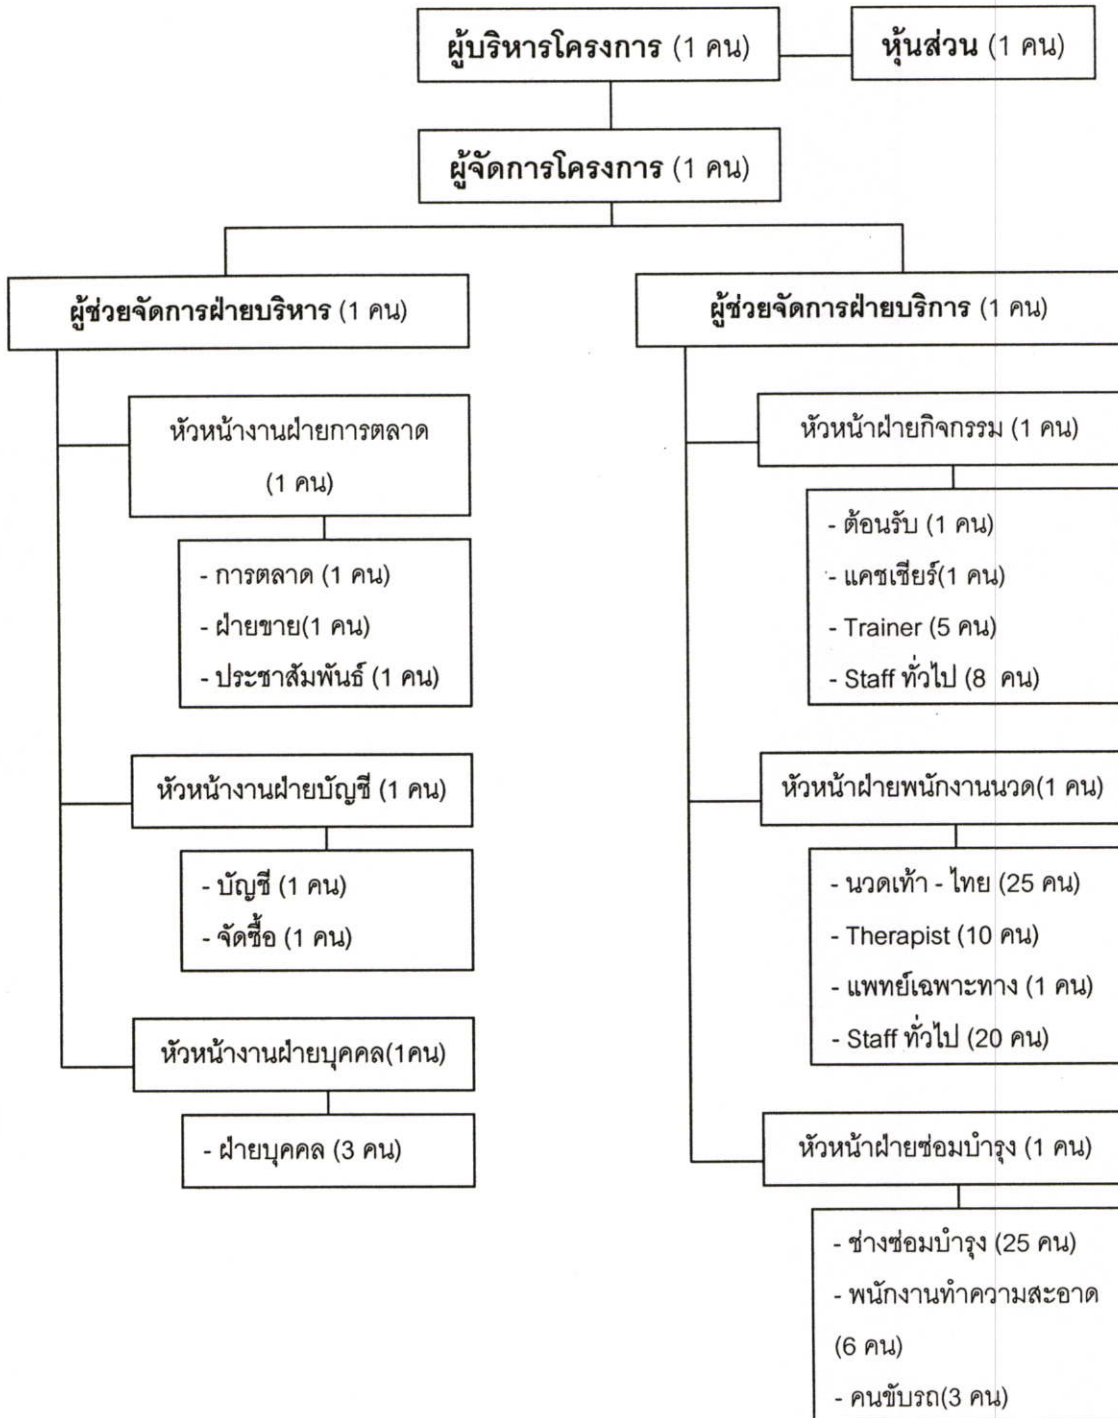 ผู้บริหารโครงการ (1 คน)
หุ้นส่วน (1 คน)
ผู้จัดการโครงการ (1 คน)
ผู้ช่วยจัดการฝ่ายบริหาร (1 คน)
ผู้ช่วยจัดการฝ่ายบริการ (1 คน)
หัวหน้างานฝ่ายการตลาด
(1 คน)
- การตลาด (1 คน)
- ฝ่ายขาย(1 คน)
- ประชาสัมพันธ์ (1 คน)
หัวหน้างานฝ่ายบัญชี (1 คน)
- บัญชี (1 คน)
- จัดซื้อ (1 คน)
หัวหน้างานฝ่ายบุคคล(1คน)
- ฝ่ายบุคคล (3 คน)
หัวหน้าฝ่ายกิจกรรม (1 คน)
- ต้อนรับ (1 คน)
- แคชเชียร์(1 คน)
- Trainer (5 คน)
- Staff ทั่วไป (8 คน)
หัวหน้าฝ่ายพนักงานนวด(1 คน)
- นวดเท้า - ไทย (25 คน)
- Therapist (10 คน)
- แพทย์เฉพาะทาง (1 คน)
- Staff ทั่วไป (20 คน)
หัวหน้าฝ่ายซ่อมบำรุง (1 คน)
- ช่างซ่อมบำรุง (25 คน)
- พนักงานทำความสะอาด
(6 คน)
- คนขับรถ(3 คน)